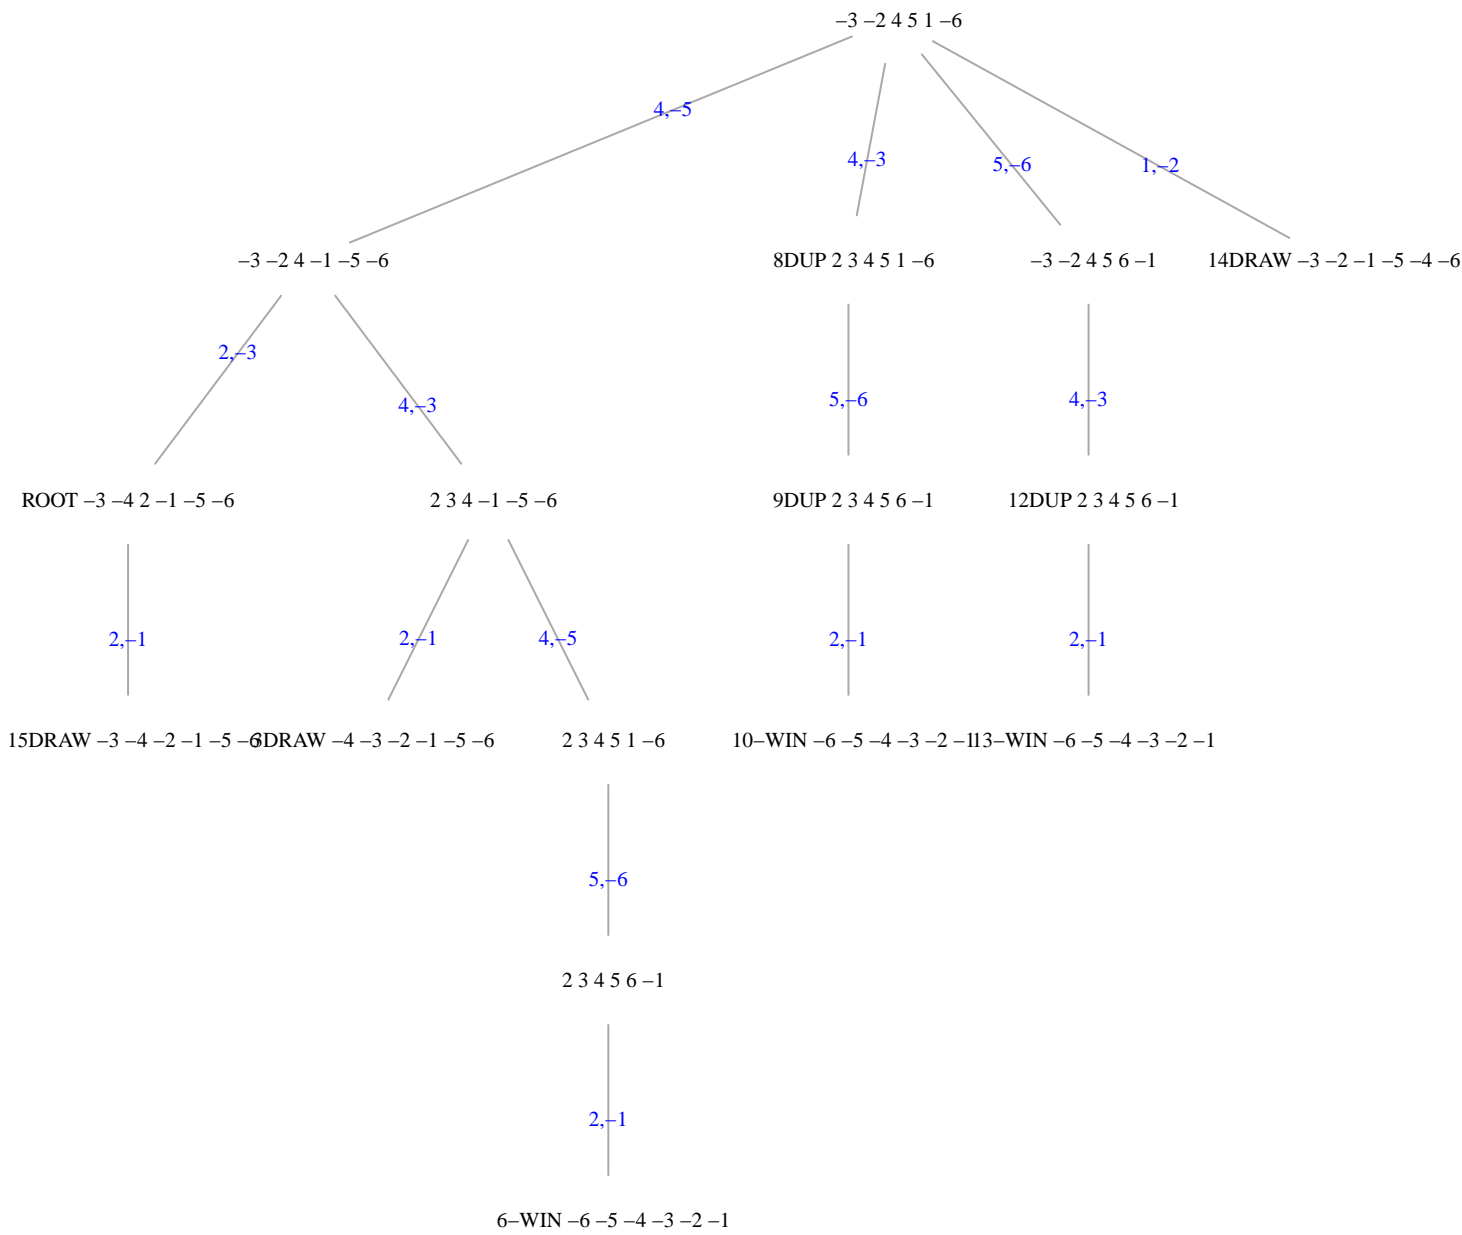 –3 –2 4 5 1 –6
4,–5
4,–3
5,–6
1,–2
–3 –2 4 –1 –5 –6
8DUP 2 3 4 5 1 –6
–3 –2 4 5 6 –1
14DRAW –3 –2 –1 –5 –4 –6
2,–3
4,–3
5,–6
4,–3
ROOT –3 –4 2 –1 –5 –6
2 3 4 –1 –5 –6
9DUP 2 3 4 5 6 –1
12DUP 2 3 4 5 6 –1
2,–1
2,–1
4,–5
2,–1
2,–1
15DRAW –3 –4 –2 –1 –5 –6
3DRAW –4 –3 –2 –1 –5 –6
2 3 4 5 1 –6
10–WIN –6 –5 –4 –3 –2 –1
13–WIN –6 –5 –4 –3 –2 –1
5,–6
2 3 4 5 6 –1
2,–1
6–WIN –6 –5 –4 –3 –2 –1